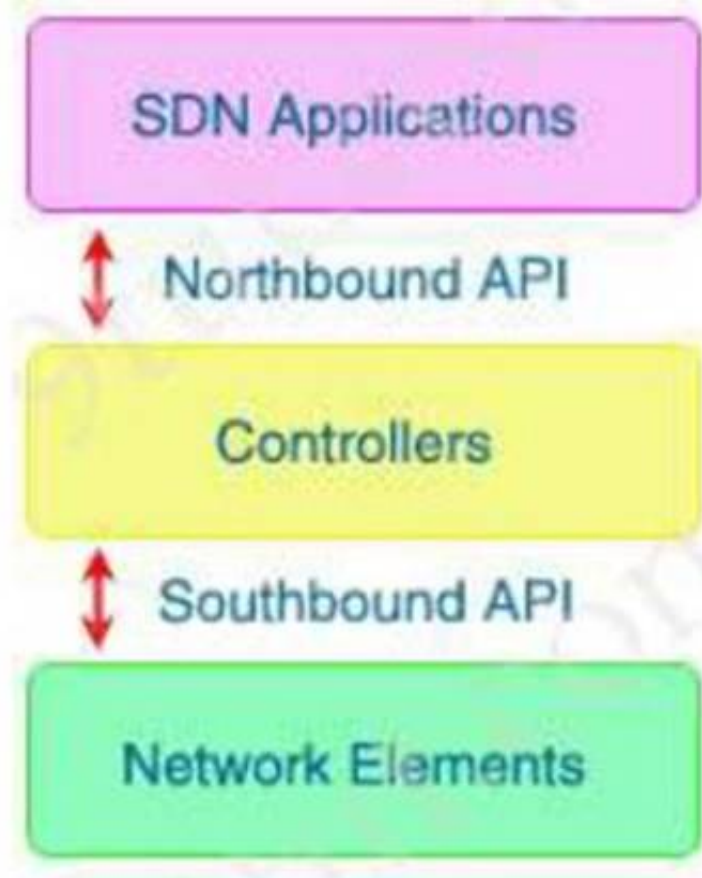 SDN Applications
Northbound API
Controllers
Southbound API
Network Elements